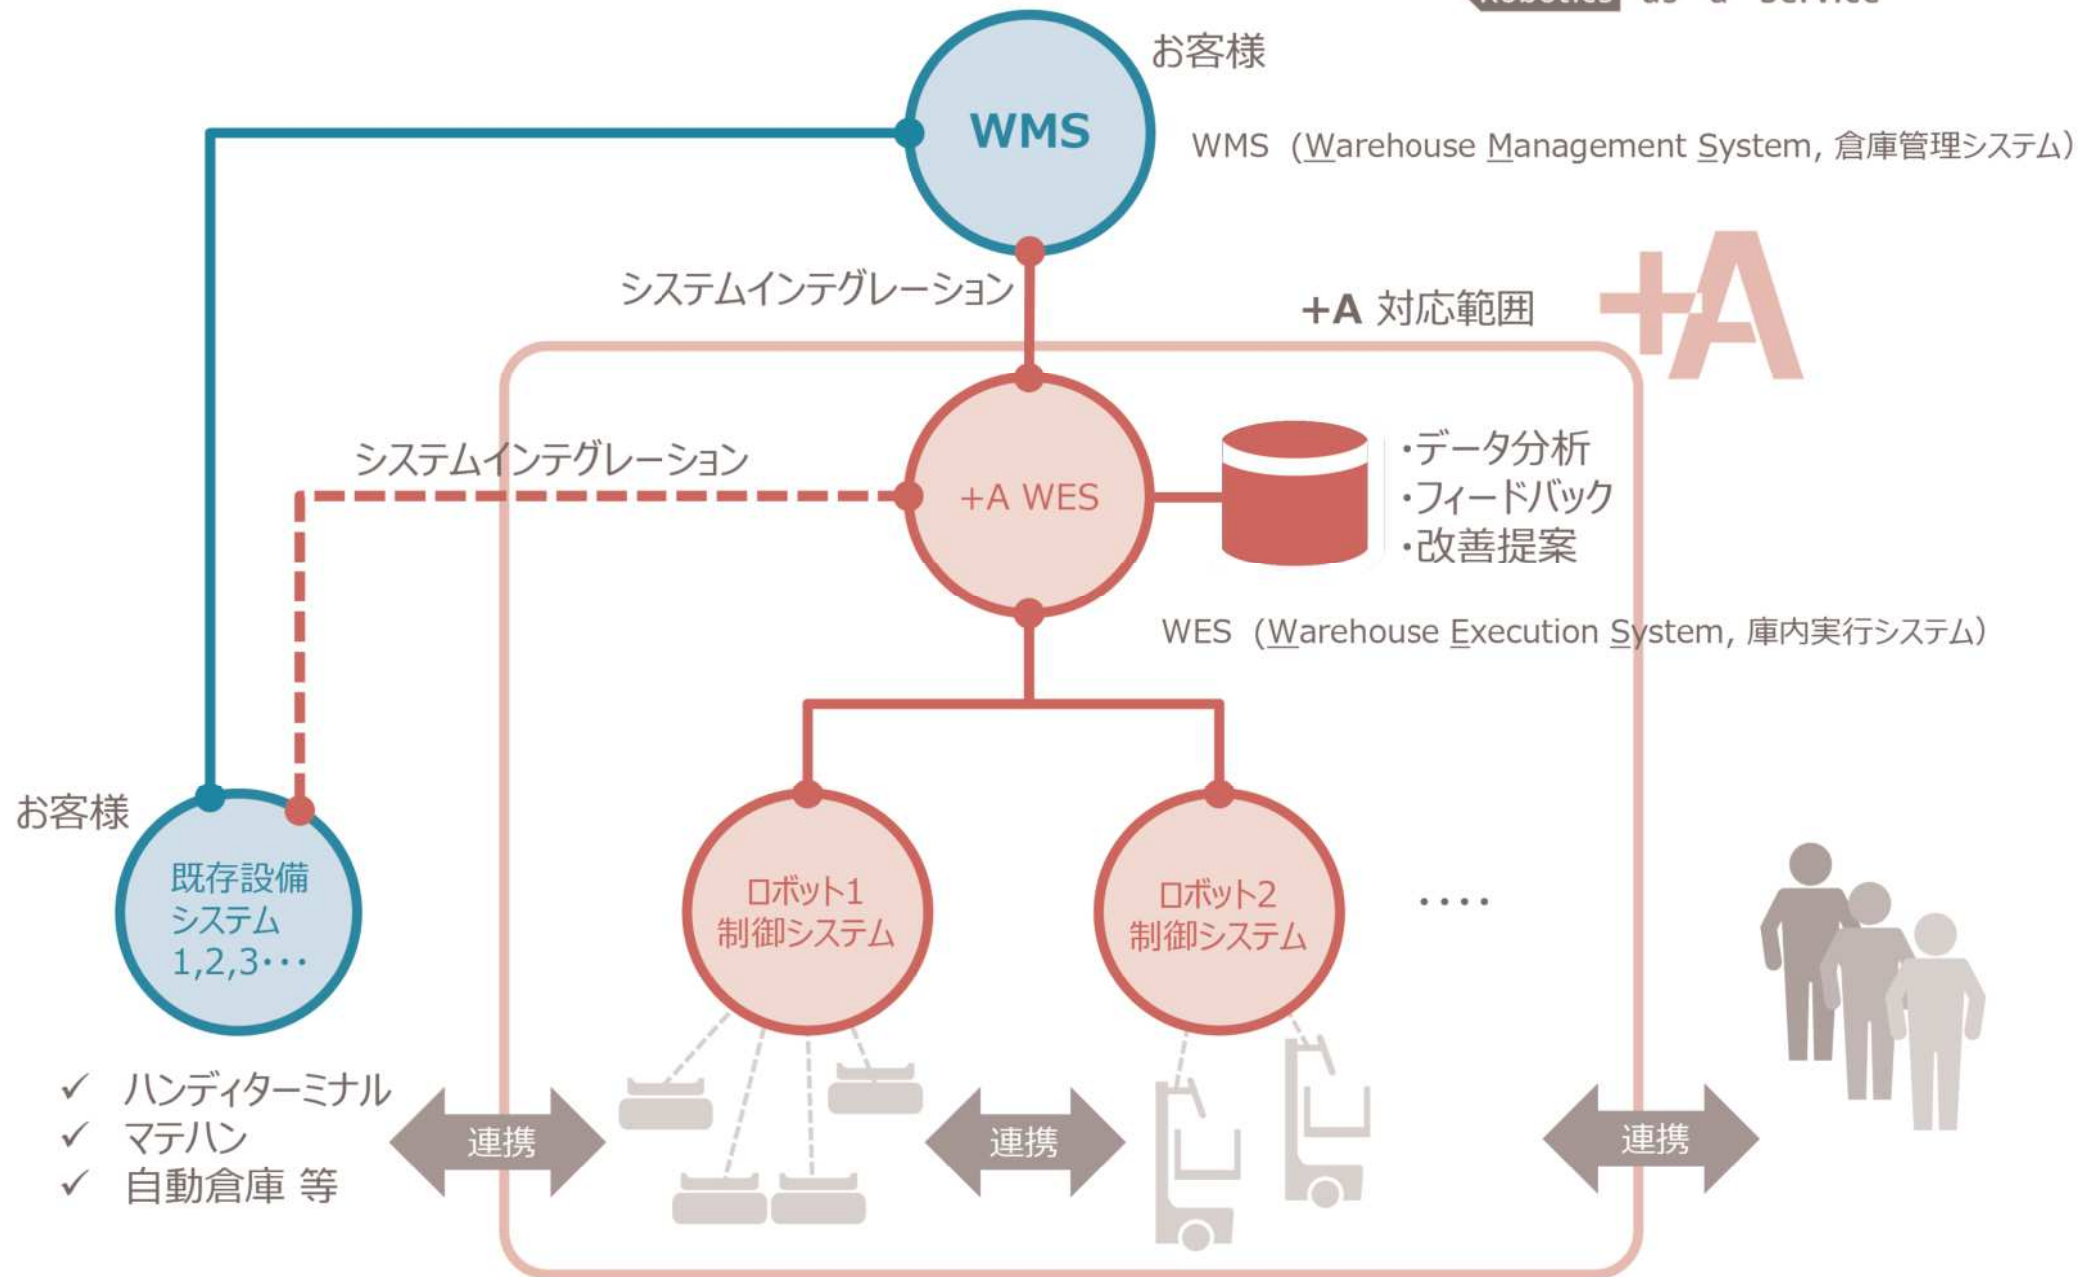 Robotics as a service
お客様
WMS
WMS (Warehouse Management System, 倉庫管理システム)
システムインテグレーション
+A 対応範囲
+A
システムインテグレーション
+A WES
・データ分析
・フィードバック
・改善提案
WES (Warehouse Execution System, 庫内実行システム)
お客様
既存設備
システム
1,2,3・・・
ロボット1
制御システム
ロボット2
制御システム
・・・・
✓ ハンディターミナル
✓ マテハン
✓ 自動倉庫 等
連携
連携
連携